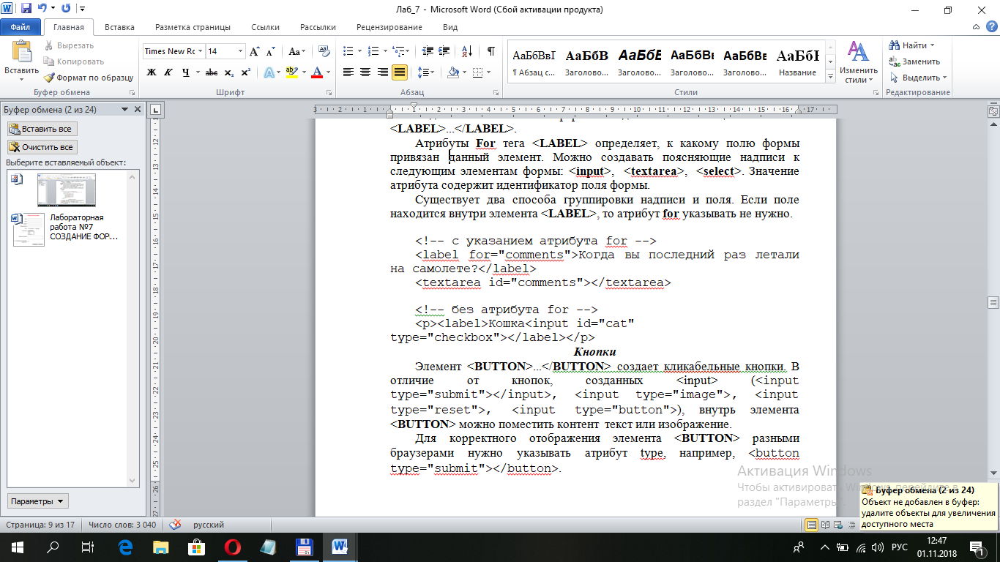 Лаб_7 - Microsoft Word (Сбой активации продукта)
Файл Главная Вставка Разметка страницы Ссылки Рассылки Рецензирование Вид
Вставить
Вырезать
Копировать
Формат по образцу
Буфер обмена
Times New Rc 14
Шрифт
Абзац
АаБбВвГ АаБбВ АаБбЕ АаБбВв АаБбВв АаБбЕ
¶ Абзац с... Заголово... Заголово... Заголово... Заголово... Название
Стили
Изменить стили
Найти
Заменить
Выделить
Редактирование
Буфер обмена (2 из 24)
Вставить все
Очистить все
Выберите вставляемый объект:
Лабораторная
работа №7
СОЗДАНИЕ ФОР...
Параметры
<LABEL>...</LABEL>.
Атрибуты For тега <LABEL> определяет, к какому полю формы
привязан данный элемент. Можно создавать поясняющие надписи к
следующим элементам формы: <input>, <textarea>, <select>. Значение
атрибута содержит идентификатор поля формы.
Существует два способа группировки надписи и поля. Если поле
находится внутри элемента <LABEL>, то атрибут for указывать не нужно.
<!-- с указанием атрибута for -->
<label for="comments">Когда вы последний раз летали
на самолете?</label>
<textarea id="comments"></textarea>
<!-- без атрибута for -->
<p><label>Кошка<input id="cat"
type="checkbox"></label></p>
Кнопки
Элемент <BUTTON>...</BUTTON> создает кликабельные кнопки. В
отличие от кнопок, созданных <input> (<input
type="submit"></input>, <input type="image">, <input
type="reset">, <input type="button">), внутрь элемента
<BUTTON> можно поместить контент  текст или изображение.
Для корректного отображения элемента <BUTTON> разными
браузерами нужно указывать атрибут type, например, <button
type="submit"></button>.
Активация Windows
Чтобы активировать Windows, перейдите в
раздел "Параметры".
Буфер обмена (2 из 24)
Объект не добавлен в буфер:
удалите объекты для увеличения
доступного места
Страница: 9 из 17 Число слов: 3 040 русский
РУС
12:47
01.11.2018